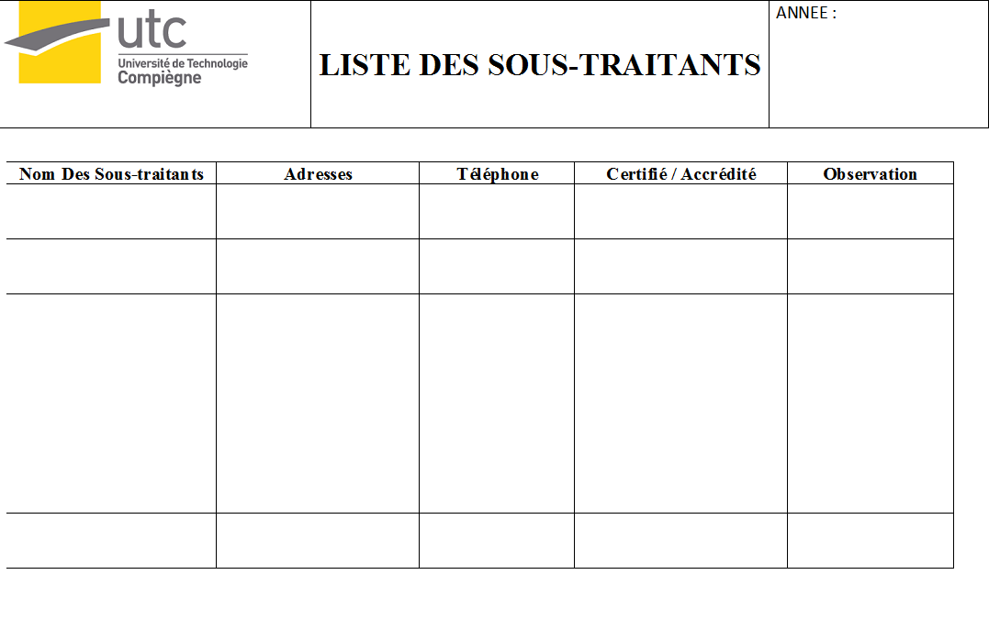 utc
Université de Technologie
Compiègne
LISTE DES SOUS-TRAITANTS
ANNEE :
Nom Des Sous-traitants Adresses Téléphone Certifié / Accrédité Observation